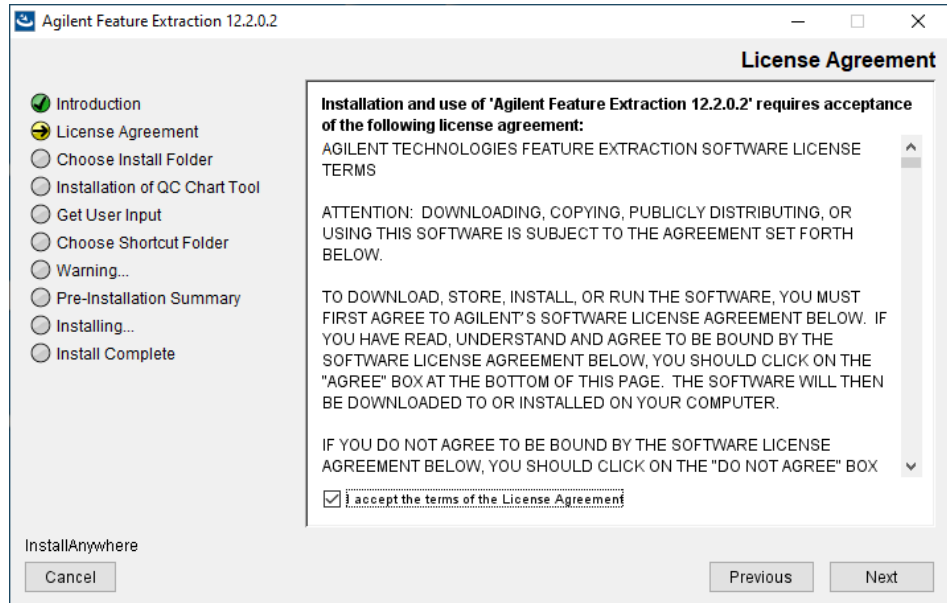 Agilent Feature Extraction 12.2.0.2
License Agreement
Introduction
License Agreement
Choose Install Folder
Installation of QC Chart Tool
Get User Input
Choose Shortcut Folder
Warning...
Pre-Installation Summary
Installing...
Install Complete
Installation and use of 'Agilent Feature Extraction 12.2.0.2' requires acceptance
of the following license agreement:
AGILENT TECHNOLOGIES FEATURE EXTRACTION SOFTWARE LICENSE
TERMS
ATTENTION: DOWNLOADING, COPYING, PUBLICLY DISTRIBUTING, OR
USING THIS SOFTWARE IS SUBJECT TO THE AGREEMENT SET FORTH
BELOW.
TO DOWNLOAD, STORE, INSTALL, OR RUN THE SOFTWARE, YOU MUST
FIRST AGREE TO AGILENT'S SOFTWARE LICENSE AGREEMENT BELOW. IF
YOU HAVE READ, UNDERSTAND AND AGREE TO BE BOUND BY THE
SOFTWARE LICENSE AGREEMENT BELOW, YOU SHOULD CLICK ON THE
"AGREE" BOX AT THE BOTTOM OF THIS PAGE. THE SOFTWARE WILL THEN
BE DOWNLOADED TO OR INSTALLED ON YOUR COMPUTER.
IF YOU DO NOT AGREE TO BE BOUND BY THE SOFTWARE LICENSE
AGREEMENT BELOW, YOU SHOULD CLICK ON THE "DO NOT AGREE" BOX
I accept the terms of the License Agreement
InstallAnywhere
Cancel
Previous
Next